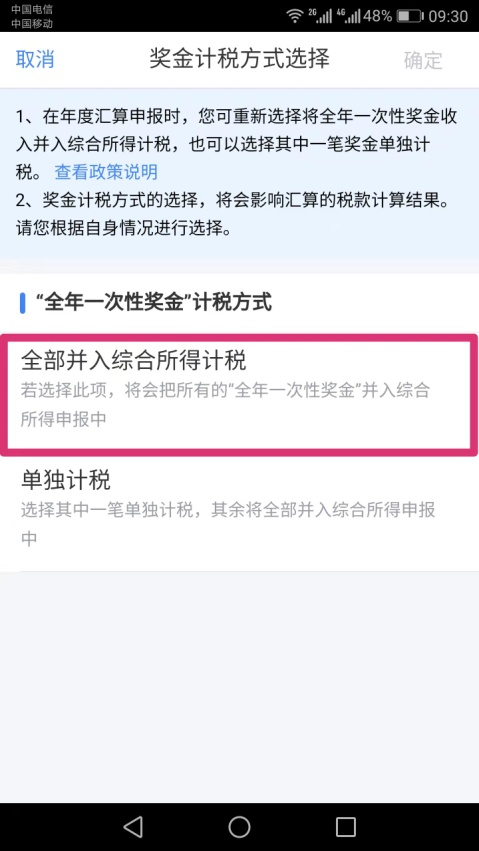 中国电信
中国移动
2G 4G 48% 09:30
取消 奖金计税方式选择 确定
1、在年度汇算申报时，您可重新选择将全年一次性奖金收
入并入综合所得计税，也可以选择其中一笔奖金单独计
税。 查看政策说明
2、奖金计税方式的选择，将会影响汇算的税款计算结果。
请您根据自身情况进行选择。
“全年一次性奖金”计税方式
全部并入综合所得计税
若选择此项，将会把所有的“全年一次性奖金”并入综合
所得申报中
单独计税
选择其中一笔单独计税，其余将全部并入综合所得申报
中